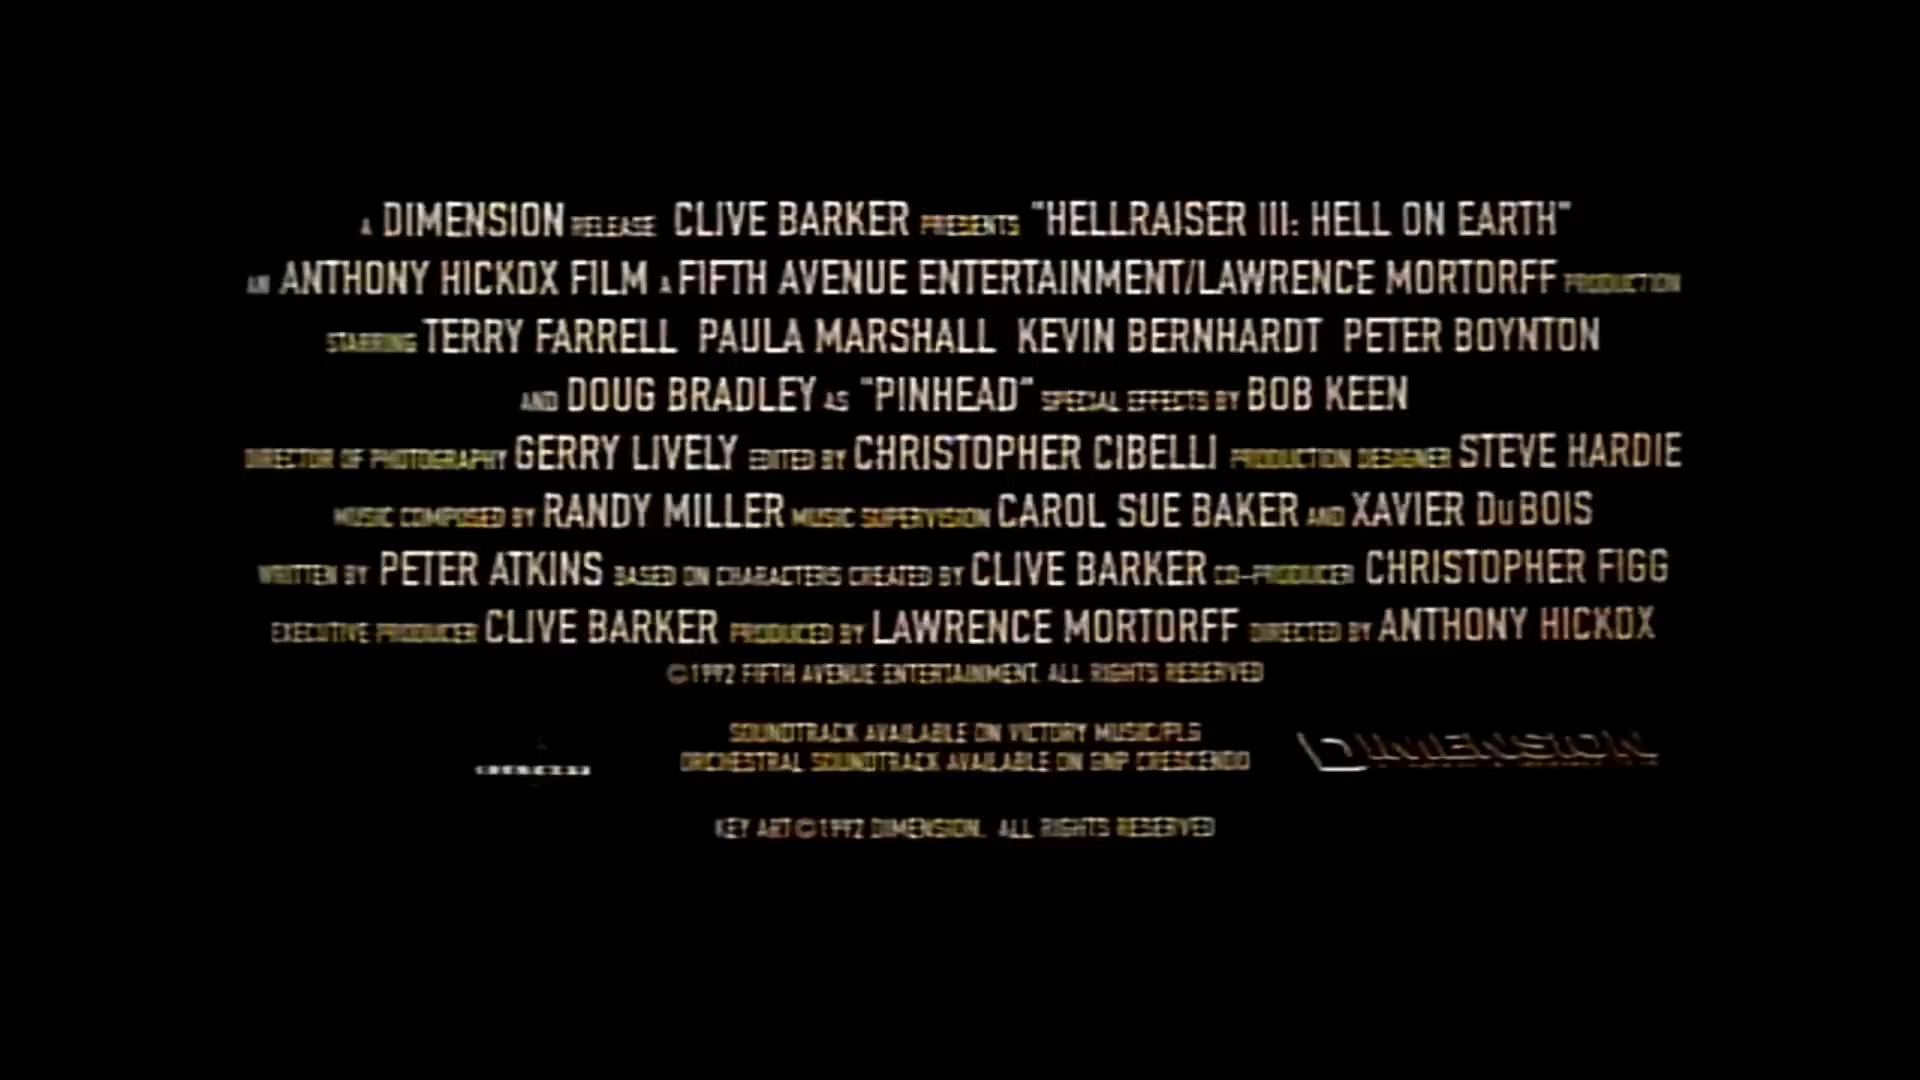 A DIMENSION RELEASE CLIVE BARKER PRESENTS "HELLRAISER III: HELL ON EARTH"
AN ANTHONY HICKOX FILM A FIFTH AVENUE ENTERTAINMENT/LAWRENCE MORTORFF PRODUCTION
STARRING TERRY FARRELL PAULA MARSHALL KEVIN BERNHARDT PETER BOYNTON
AND DOUG BRADLEY AS "PINHEAD" SPECIAL EFFECTS BY BOB KEEN
DIRECTOR OF PHOTOGRAPHY GERRY LIVELY EDITED BY CHRISTOPHER CIBELLI PRODUCTION DESIGNER STEVE HARDIE
MUSIC COMPOSED BY RANDY MILLER MUSIC SUPERVISION CAROL SUE BAKER AND XAVIER DuBOIS
WRITTEN BY PETER ATKINS BASED ON CHARACTERS CREATED BY CLIVE BARKER CO-PRODUCER CHRISTOPHER FIGG
EXECUTIVE PRODUCER CLIVE BARKER PRODUCED BY LAWRENCE MORTORFF DIRECTED BY ANTHONY HICKOX
©1992 FIFTH AVENUE ENTERTAINMENT. ALL RIGHTS RESERVED
SOUNDTRACK AVAILABLE ON VICTORY MUSIC/PLG
ORCHESTRAL SOUNDTRACK AVAILABLE ON GNP CRESCENDO
DIMENSION
KEY ART©1992 DIMENSION. ALL RIGHTS RESERVED